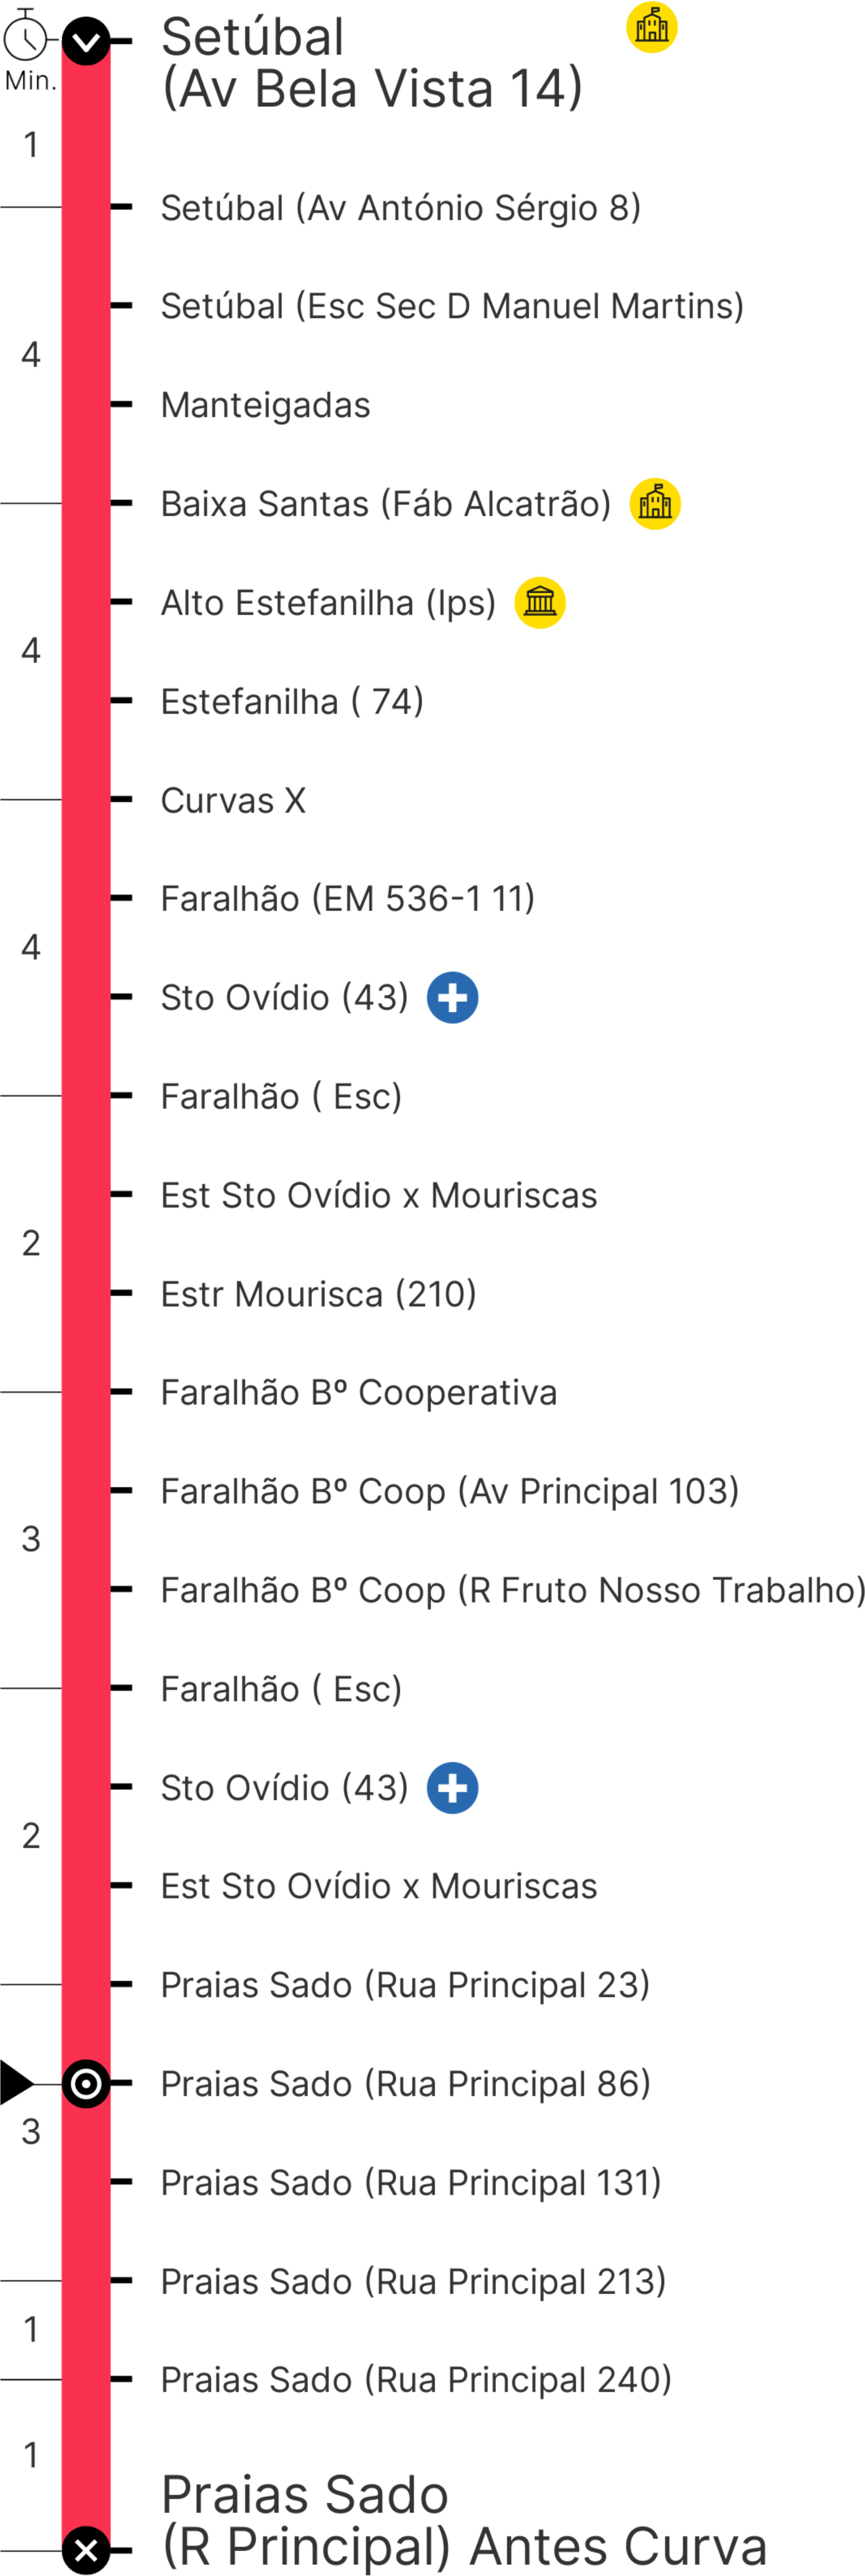 Setúbal
(Av Bela Vista 14)
Min.
1
Setúbal (Av António Sérgio 8)
Setúbal (Esc Sec D Manuel Martins)
4
Manteigadas
Baixa Santas (Fáb Alcatrão)
Alto Estefanilha (Ips)
4
Estefanilha ( 74)
Curvas X
Faralhão (EM 536-1 11)
4
Sto Ovídio (43)
Faralhão ( Esc)
Est Sto Ovídio x Mouriscas
2
Estr Mourisca (210)
Faralhão Bº Cooperativa
Faralhão Bº Coop (Av Principal 103)
3
Faralhão Bº Coop (R Fruto Nosso Trabalho)
Faralhão ( Esc)
Sto Ovídio (43)
2
Est Sto Ovídio x Mouriscas
Praias Sado (Rua Principal 23)
Praias Sado (Rua Principal 86)
3
Praias Sado (Rua Principal 131)
Praias Sado (Rua Principal 213)
1
Praias Sado (Rua Principal 240)
1
Praias Sado
(R Principal) Antes Curva